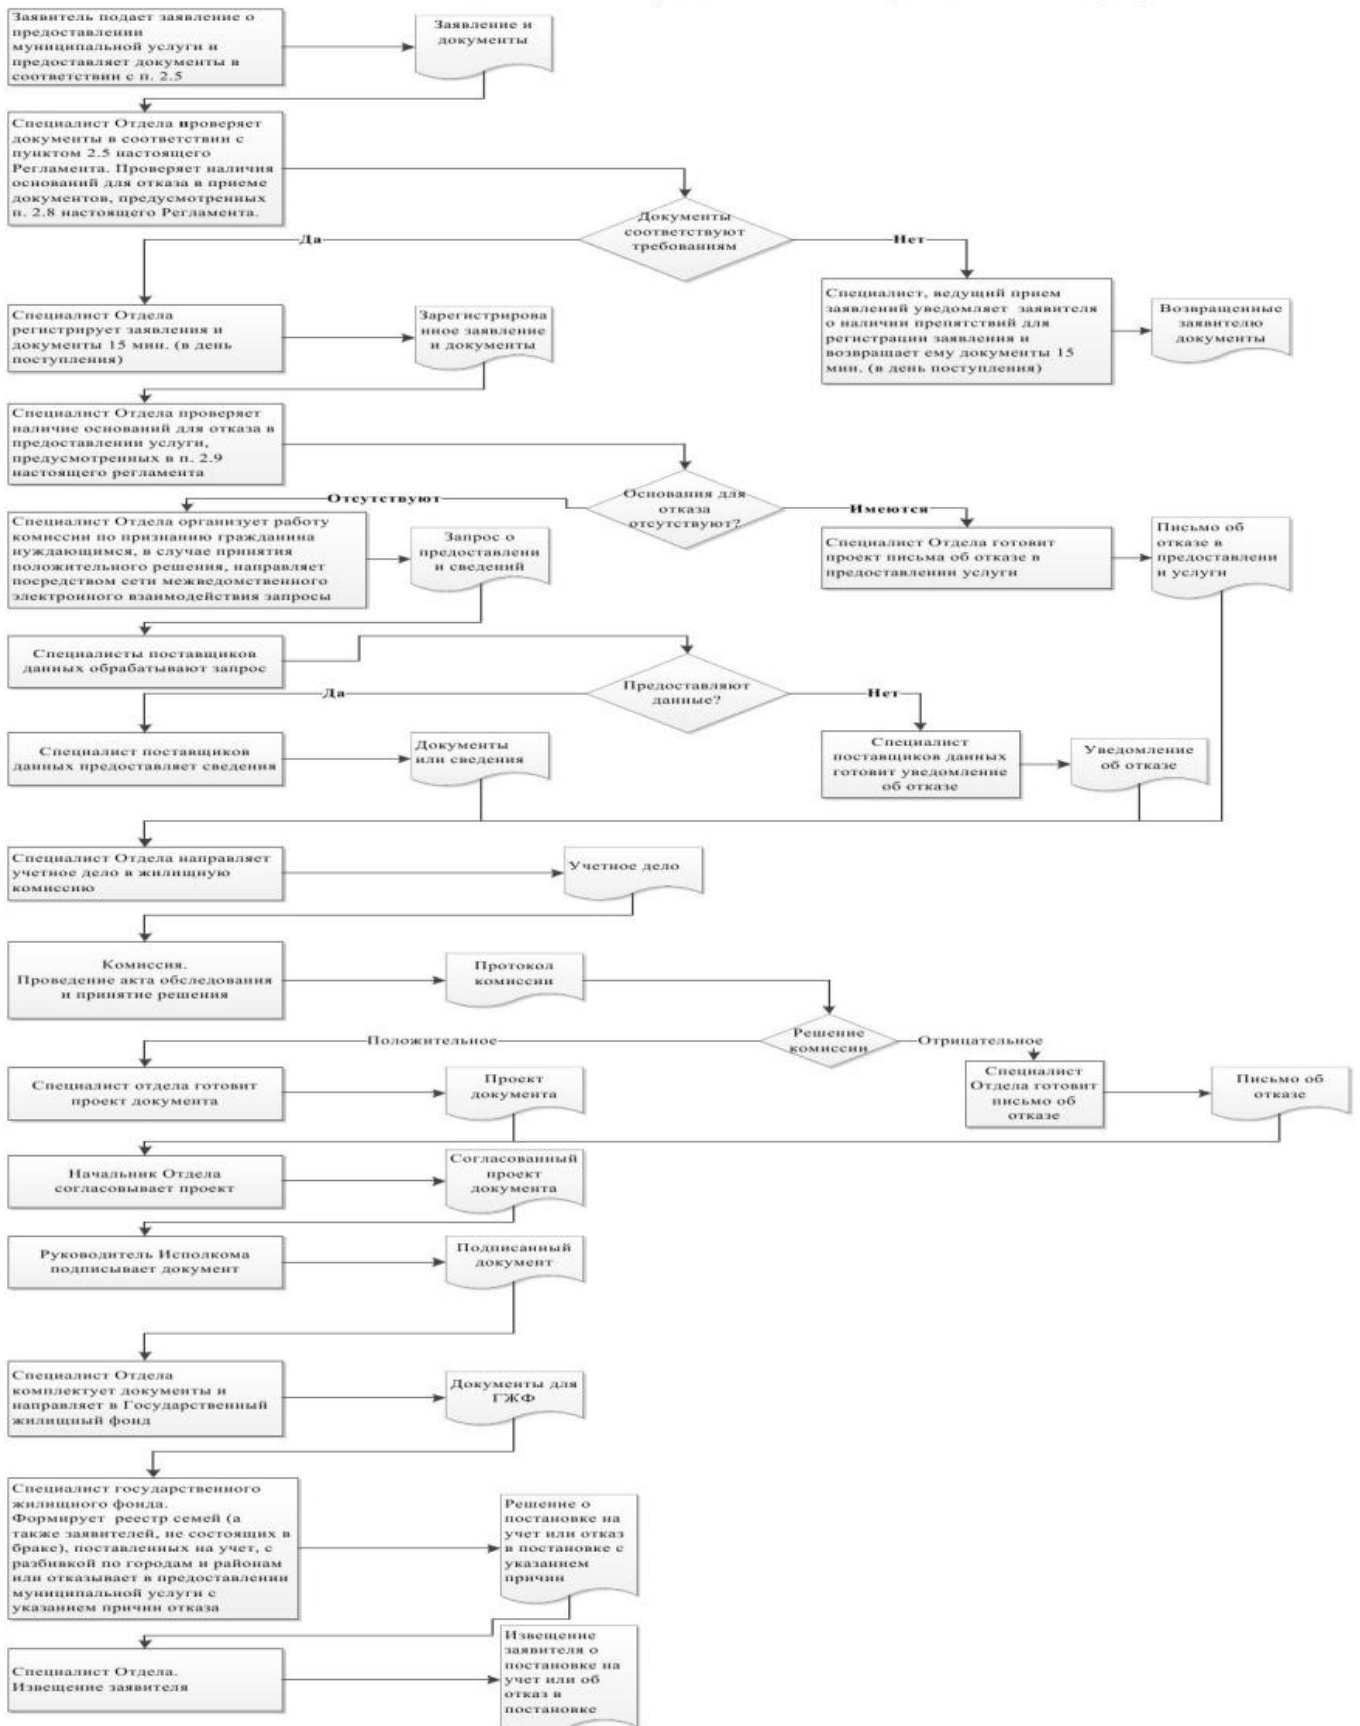 Заявитель подает заявление о
предоставлении
муниципальной услуги и
предоставляет документы в
соответствии с п. 2.5
Заявление и
документы
Специалист Отдела проверяет
документы в соответствии с
пунктом 2.5 настоящего
Регламента. Проверяет наличия
оснований для отказа в приеме
документов, предусмотренных
п. 2.8 настоящего Регламента.
Документы
соответствуют
требованиям
Да
Нет
Специалист Отдела
регистрирует заявления и
документы 15 мин. (в день
поступления)
Зарегистрирова
нное заявление
и документы
Специалист, ведущий прием
заявлений уведомляет заявителя
о наличии препятствий для
регистрации заявления и
возвращает ему документы 15
мин. (в день поступления)
Возвращенные
заявителю
документы
Специалист Отдела проверяет
наличие оснований для отказа в
предоставлении услуги,
предусмотренных в п. 2.9
настоящего регламента
Основания для
отказа
отсутствуют?
Отсутствуют
Имеются
Специалист Отдела организует работу
комиссии по признанию гражданина
нуждающимся, в случае принятия
положительного решения, направляет
посредством сети межведомственного
электронного взаимодействия запросы
Запрос о
предоставлени
и сведений
Специалист Отдела готовит
проект письма об отказе в
предоставлении услуги
Письмо об
отказе в
предоставлени
и услуги
Специалисты поставщиков
данных обрабатывают запрос
Предоставляют
данные?
Да
Нет
Специалист поставщиков
данных предоставляет сведения
Документы
или сведения
Специалист
поставщиков данных
готовит уведомление
об отказе
Уведомление
об отказе
Специалист Отдела направляет
учетное дело в жилищную
комиссию
Учетное дело
Комиссия.
Проведение акта обследования
и принятие решения
Протокол
комиссии
Решение
комиссии
Положительное
Отрицательное
Специалист отдела готовит
проект документа
Проект
документа
Специалист
Отдела готовит
письмо об
отказе
Письмо об
отказе
Начальник Отдела
согласовывает проект
Согласованный
проект
документа
Руководитель Исполкома
подписывает документ
Подписанный
документ
Специалист Отдела
комплектует документы и
направляет в Государственный
жилищный фонд
Документы для
ГЖФ
Специалист государственного
жилищного фонда.
Формирует реестр семей (а
также заявителей, не состоящих в
браке), поставленных на учет, с
разбивкой по городам и районам
или отказывает в предоставлении
муниципальной услуги с
указанием причин отказа
Решение о
постановке на
учет или отказ
в постановке с
указанием
причин
Специалист Отдела.
Извещение заявителя
Извещение
заявителя о
постановке на
учет или об
отказ в
постановке